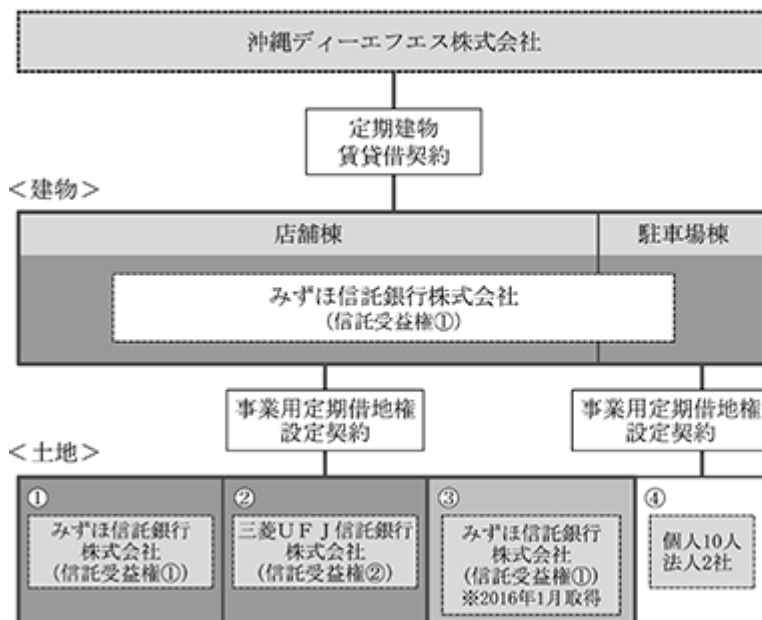 沖縄ディーエフエス株式会社
定期建物
賃貸借契約
＜建物＞
店舗棟
駐車場棟
みずほ信託銀行株式会社
(信託受益権①)
事業用定期借地権
設定契約
事業用定期借地権
設定契約
＜土地＞
①
みずほ信託銀行
株式会社
(信託受益権①)
②
三菱ＵＦＪ信託銀行
株式会社
(信託受益権②)
③
みずほ信託銀行
株式会社
(信託受益権①)
※2016年1月取得
④
個人10人
法人2社